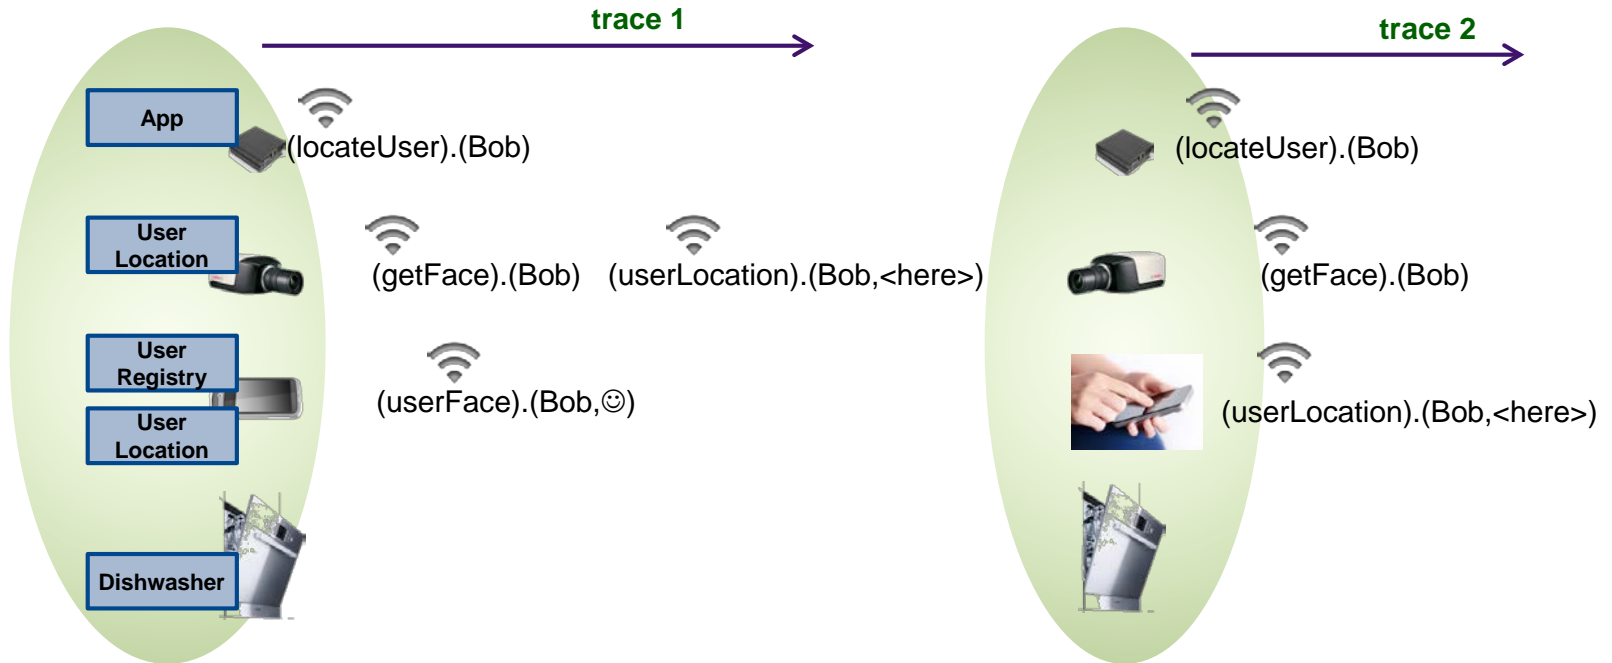 trace 1
App
(locateUser).(Bob)
User
Location
(getFace).(Bob)
(userLocation).(Bob,<here>)
User
Registry
(userFace).(Bob,☺)
User
Location
Dishwasher
trace 2
(locateUser).(Bob)
(getFace).(Bob)
(userLocation).(Bob,<here>)